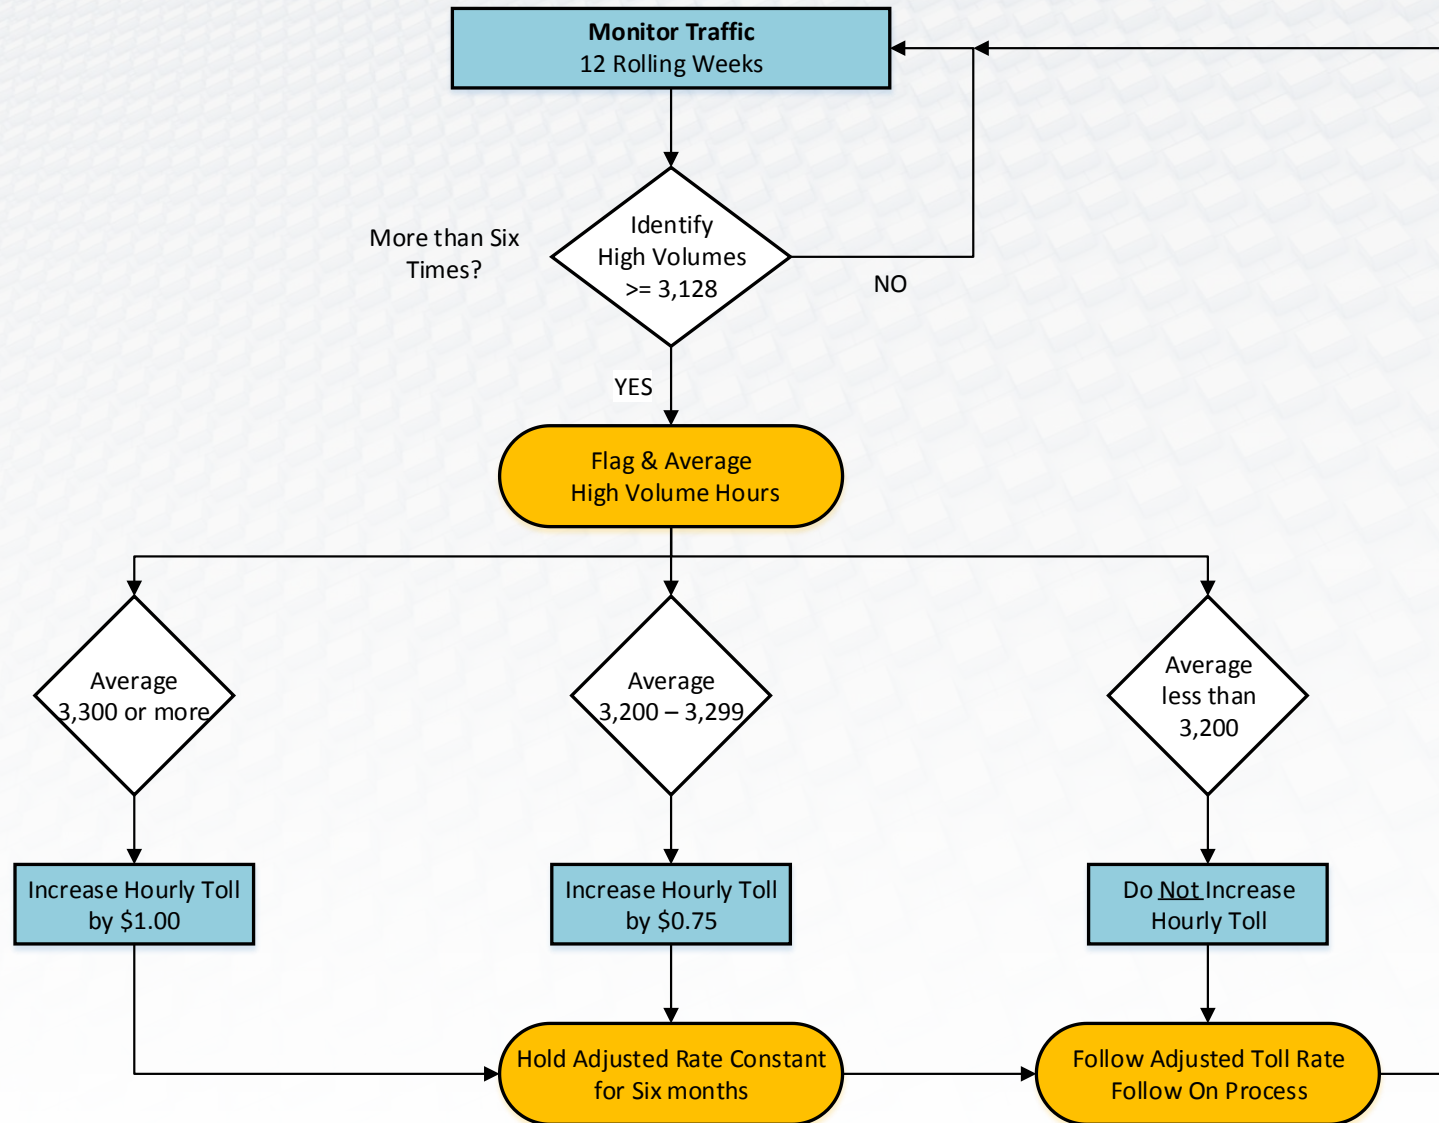 Monitor Traffic
12 Rolling Weeks
More than Six
Times?
Identify
High Volumes
>= 3,128
NO
YES
Flag & Average
High Volume Hours
Average
3,300 or more
Average
3,200 – 3,299
Average
less than
3,200
Increase Hourly Toll
by $1.00
Increase Hourly Toll
by $0.75
Do Not Increase
Hourly Toll
Hold Adjusted Rate Constant
for Six months
Follow Adjusted Toll Rate
Follow On Process